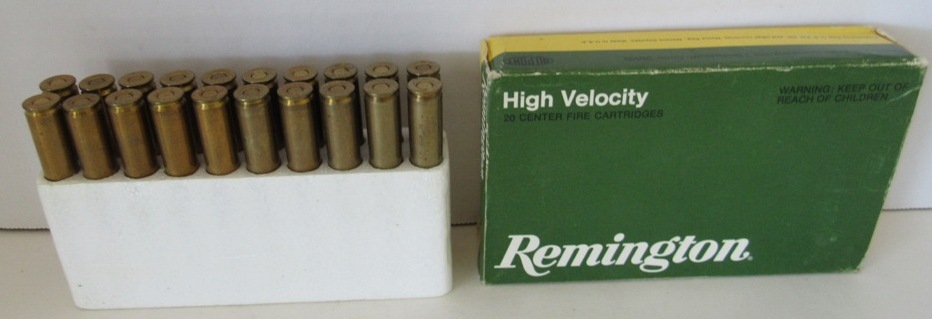 High Velocity
20 CENTER FIRE CARTRIDGES
WARNING: KEEP OUT OF
REACH OF CHILDREN
Remington